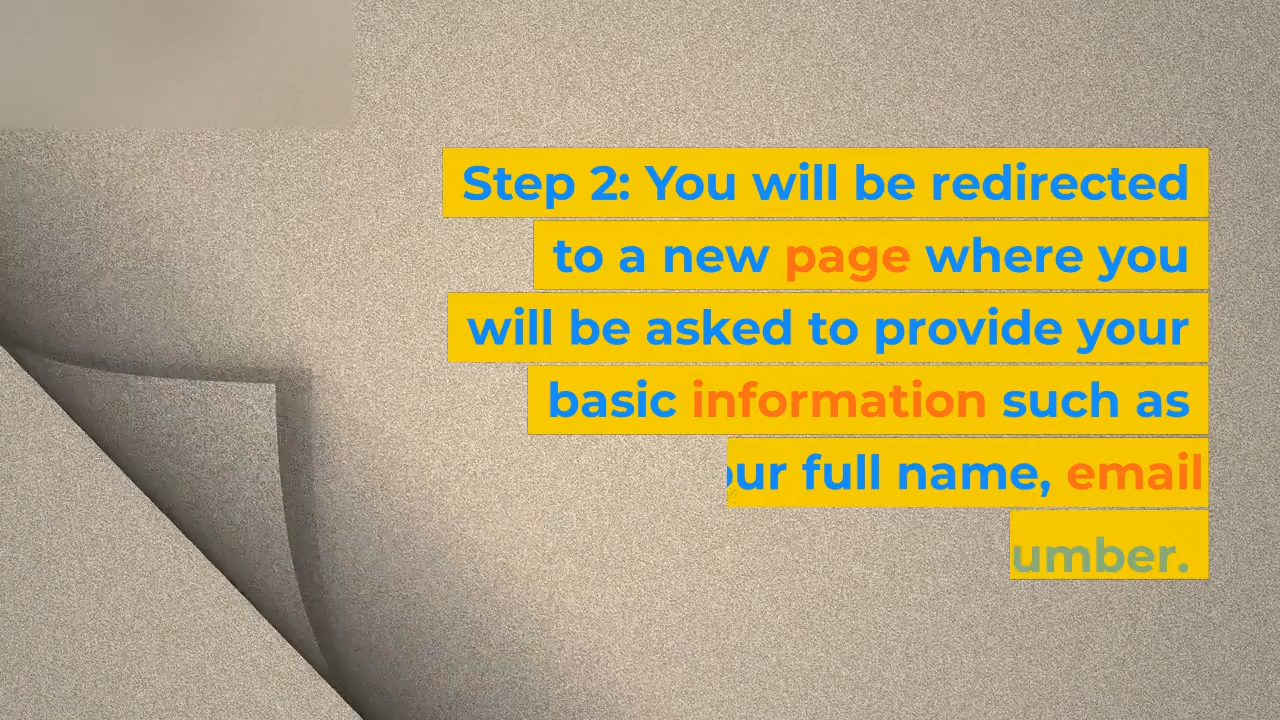 Step 2: You will be redirected
to a new page where you
will be asked to provide your
basic information such as
full name, email